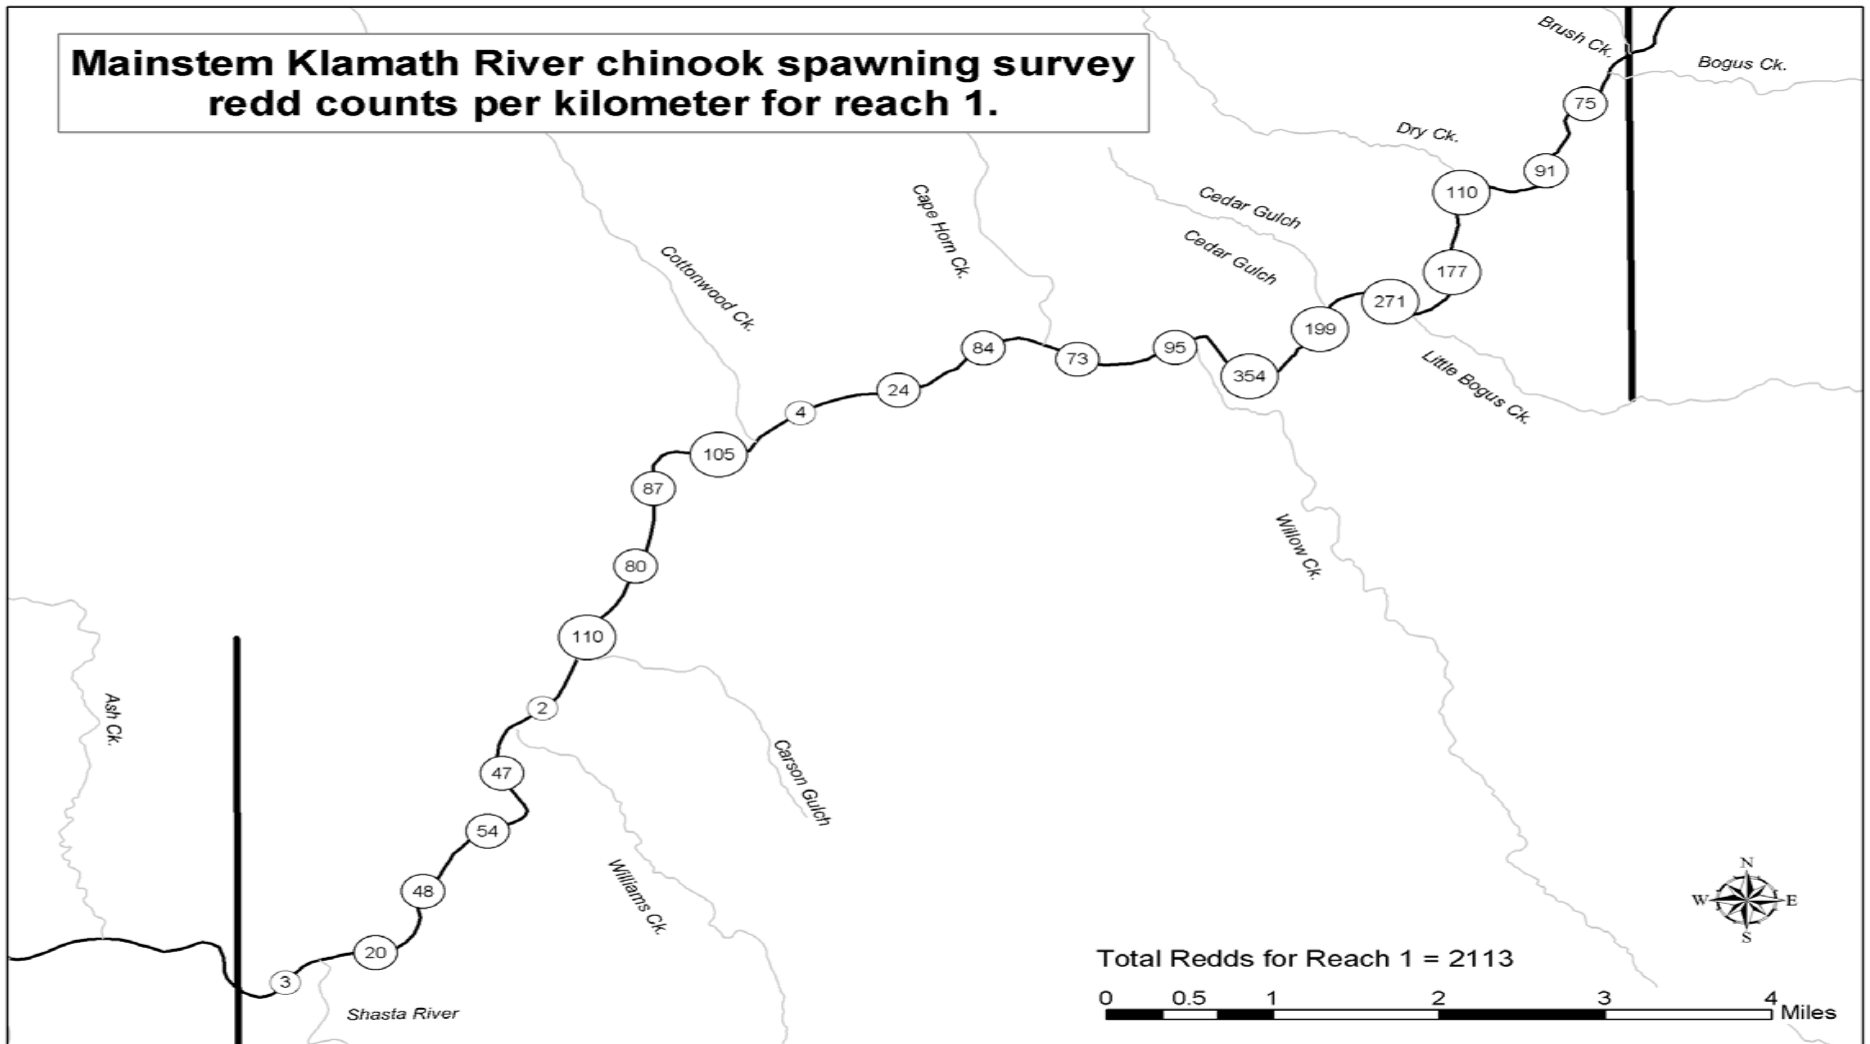 Mainstem Klamath River chinook spawning survey
redd counts per kilometer for reach 1.
Brush Ck.
Bogus Ck.
75
Dry Ck.
91
110
Cedar Gulch
Cape Horn Ck.
Cedar Gulch
Cottonwood Ck.
177
271
199
84
73
95
354
Little Bogus Ck.
24
4
105
87
Willow Ck.
80
110
Ash Ck.
2
47
Carson Gulch
54
48
Williams Ck.
20
3
Shasta River
N
W E
S
Total Redds for Reach 1 = 2113
0 0.5 1 2 3 4
Miles